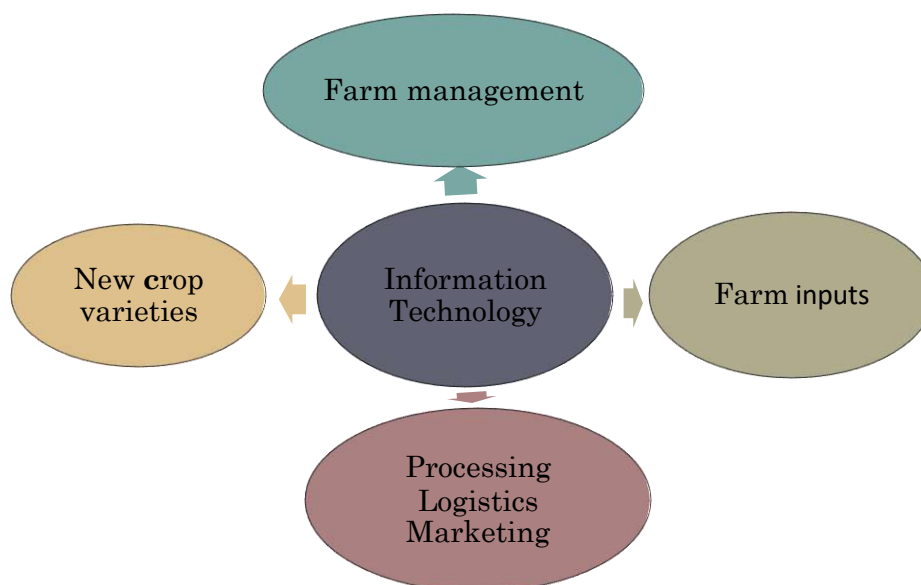 Farm management
New crop
varieties
Information
Technology
Farm inputs
Processing
Logistics
Marketing